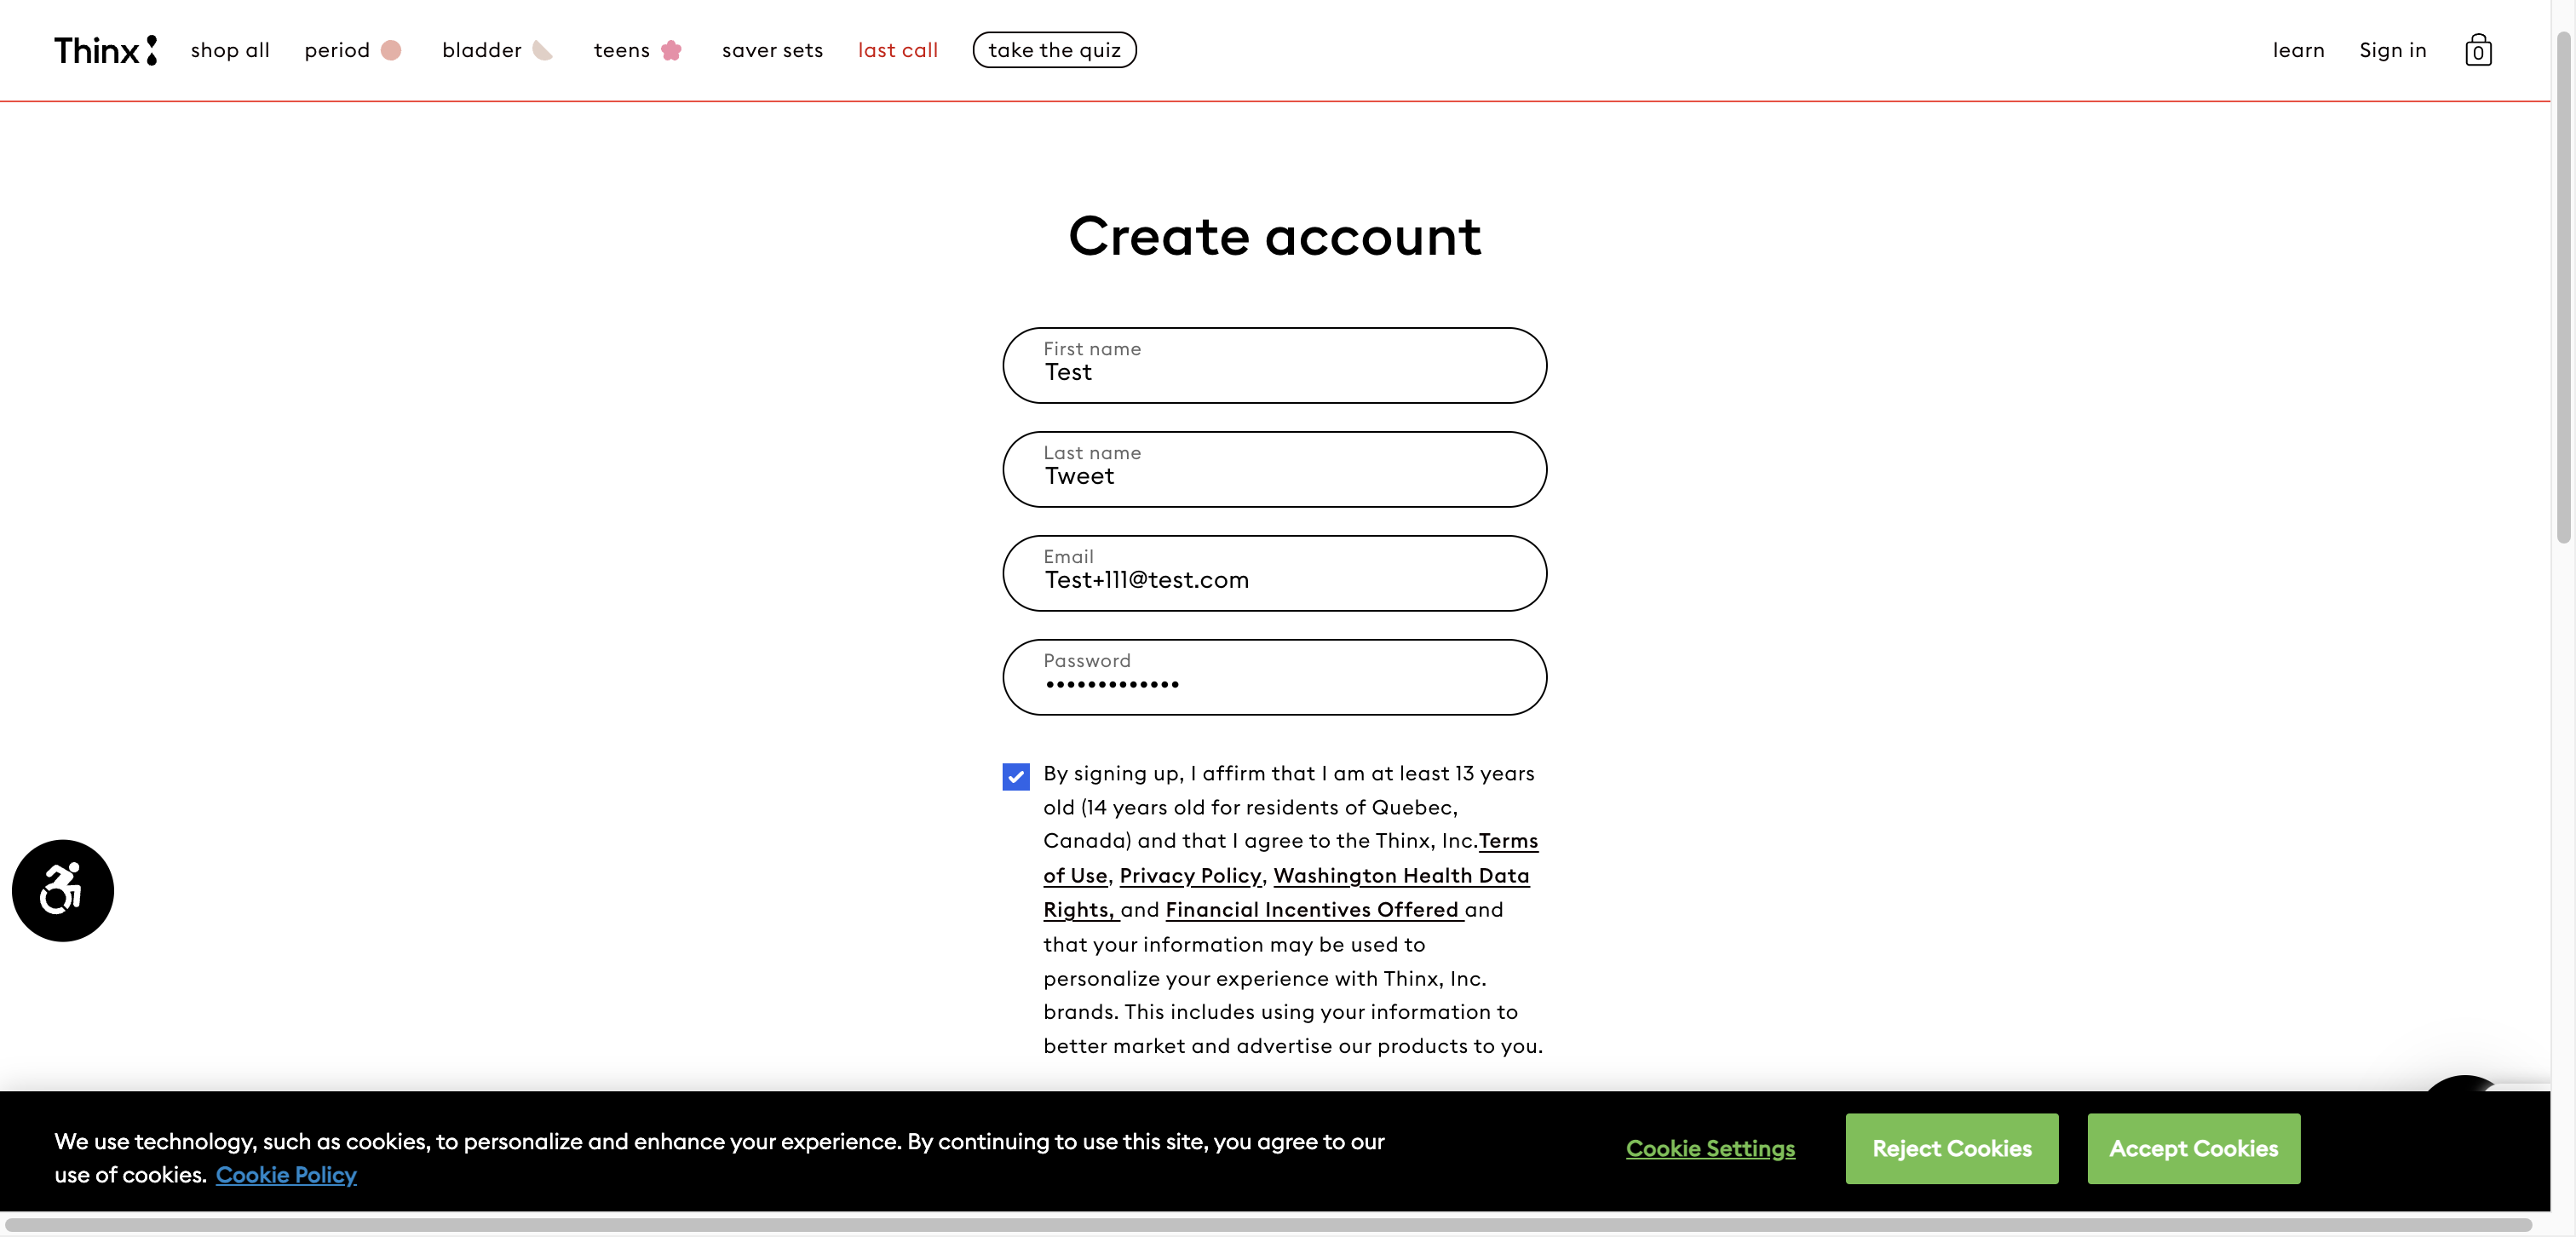 Thinx
shop all
period
bladder
teens
saver sets
last call
take the quiz
learn
Sign in
0
Create account
First name
Test
Last name
Tweet
Email
Test+111@test.com
Password
•••••••••••••
By signing up, I affirm that I am at least 13 years
old (14 years old for residents of Quebec,
Canada) and that I agree to the Thinx, Inc.Terms
of Use, Privacy Policy, Washington Health Data
Rights, and Financial Incentives Offered and
that your information may be used to
personalize your experience with Thinx, Inc.
brands. This includes using your information to
better market and advertise our products to you.
We use technology, such as cookies, to personalize and enhance your experience. By continuing to use this site, you agree to our
use of cookies. Cookie Policy
Cookie Settings
Reject Cookies
Accept Cookies